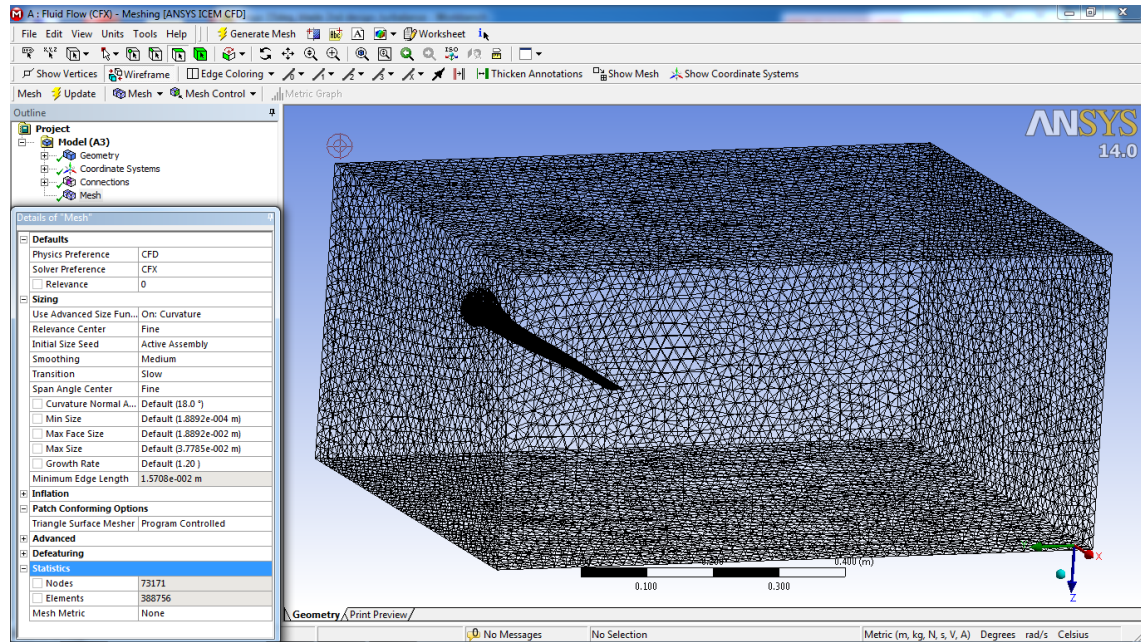 A : Fluid Flow (CFX) - Meshing [ANSYS ICEM CFD]
File Edit View Units Tools Help Generate Mesh Worksheet
Show Vertices Wireframe Edge Coloring Thicken Annotations Show Mesh Show Coordinate Systems
Mesh Update Mesh Mesh Control Metric Graph
Outline
Project
Model (A3)
Geometry
Coordinate Systems
Connections
Mesh
Details of "Mesh"
Defaults
Physics Preference CFD
Solver Preference CFX
Relevance 0
Sizing
Use Advanced Size Fun... On: Curvature
Relevance Center Fine
Initial Size Seed Active Assembly
Smoothing Medium
Transition Slow
Span Angle Center Fine
Curvature Normal A... Default (18.0 °)
Min Size Default (1.8892e-004 m)
Max Face Size Default (1.8892e-002 m)
Max Size Default (3.7785e-002 m)
Growth Rate Default (1.20 )
Minimum Edge Length 1.5708e-002 m
Inflation
Patch Conforming Options
Triangle Surface Mesher Program Controlled
Advanced
Defeaturing
Statistics
Nodes 73171
Elements 388756
Mesh Metric None
ANSYS
14.0
0.400 (m)
0.100 0.300
X
Z
Geometry Print Preview
No Messages No Selection Metric (m, kg, N, s, V, A) Degrees rad/s Celsius